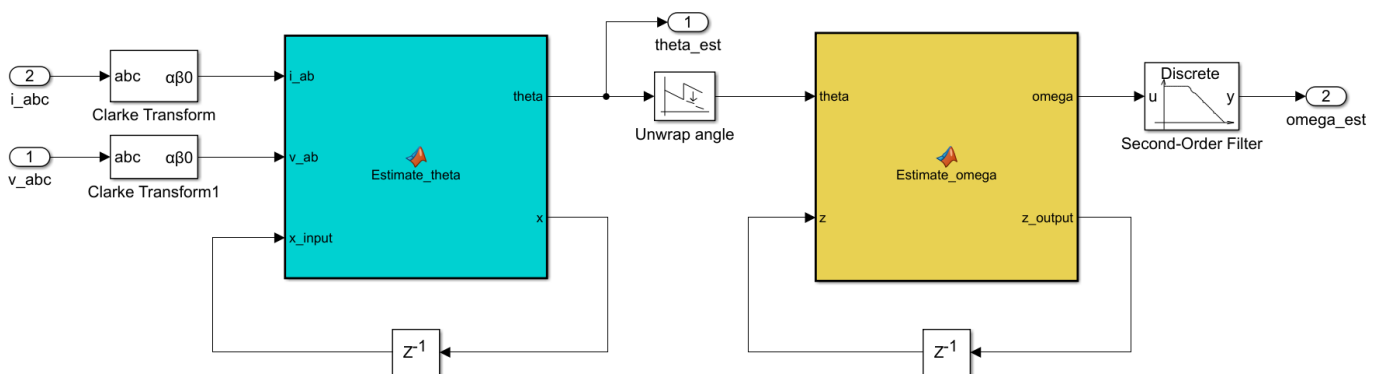 1
theta_est
2
i_abc
abc αβ0
Clarke Transform
i_ab
theta
Unwrap angle
theta
omega
Discrete
u y
Second-Order Filter
2
omega_est
1
v_abc
abc αβ0
Clarke Transform1
v_ab
Estimate_theta
Estimate_omega
x_input
x
z
z_output
Z-1
Z-1